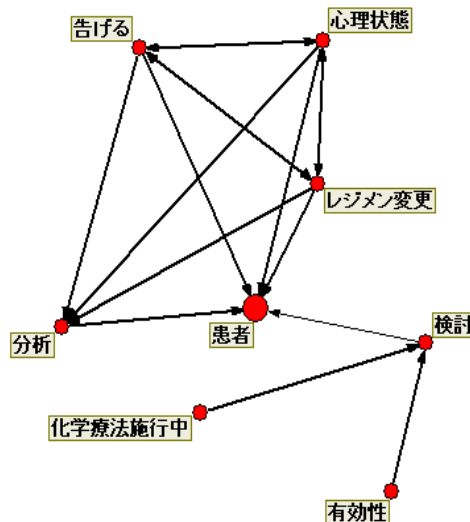 告げる
心理状態
レジメン変更
分析
患者
検討
化学療法施行中
有効性